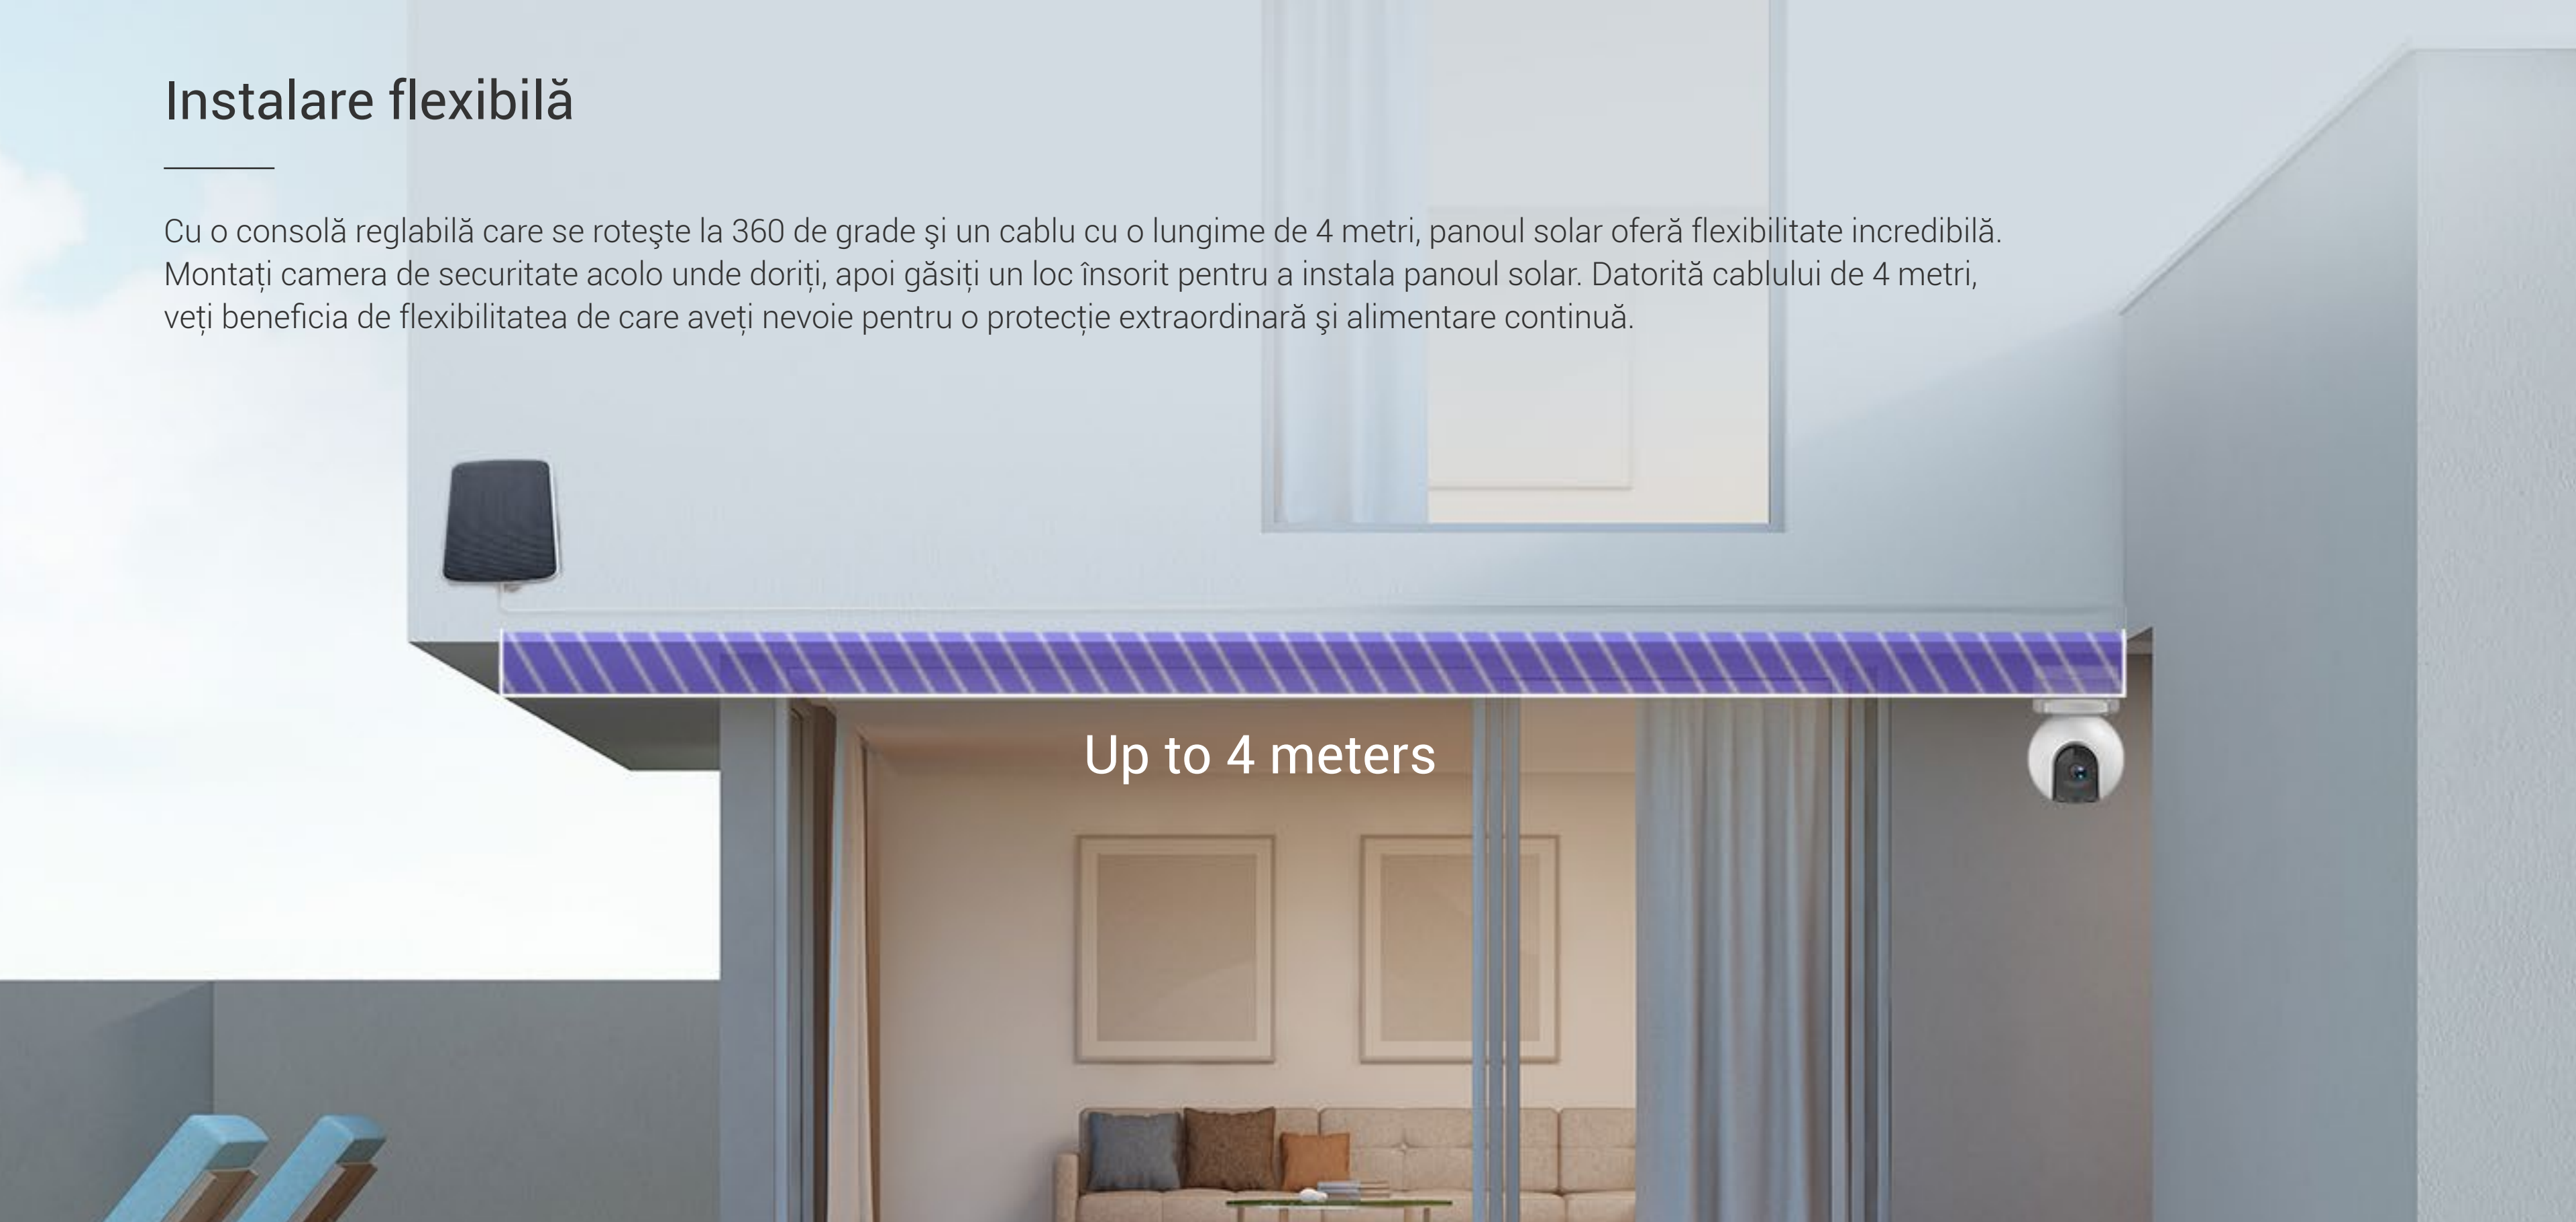 Instalare flexibilă
Cu o consolă reglabilă care se roteşte la 360 de grade şi un cablu cu o lungime de 4 metri, panoul solar oferă flexibilitate incredibilă.
Montați camera de securitate acolo unde doriți, apoi găsiți un loc însorit pentru a instala panoul solar. Datorită cablului de 4 metri,
veți beneficia de flexibilitatea de care aveți nevoie pentru o protecție extraordinară şi alimentare continuă.
Up to 4 meters